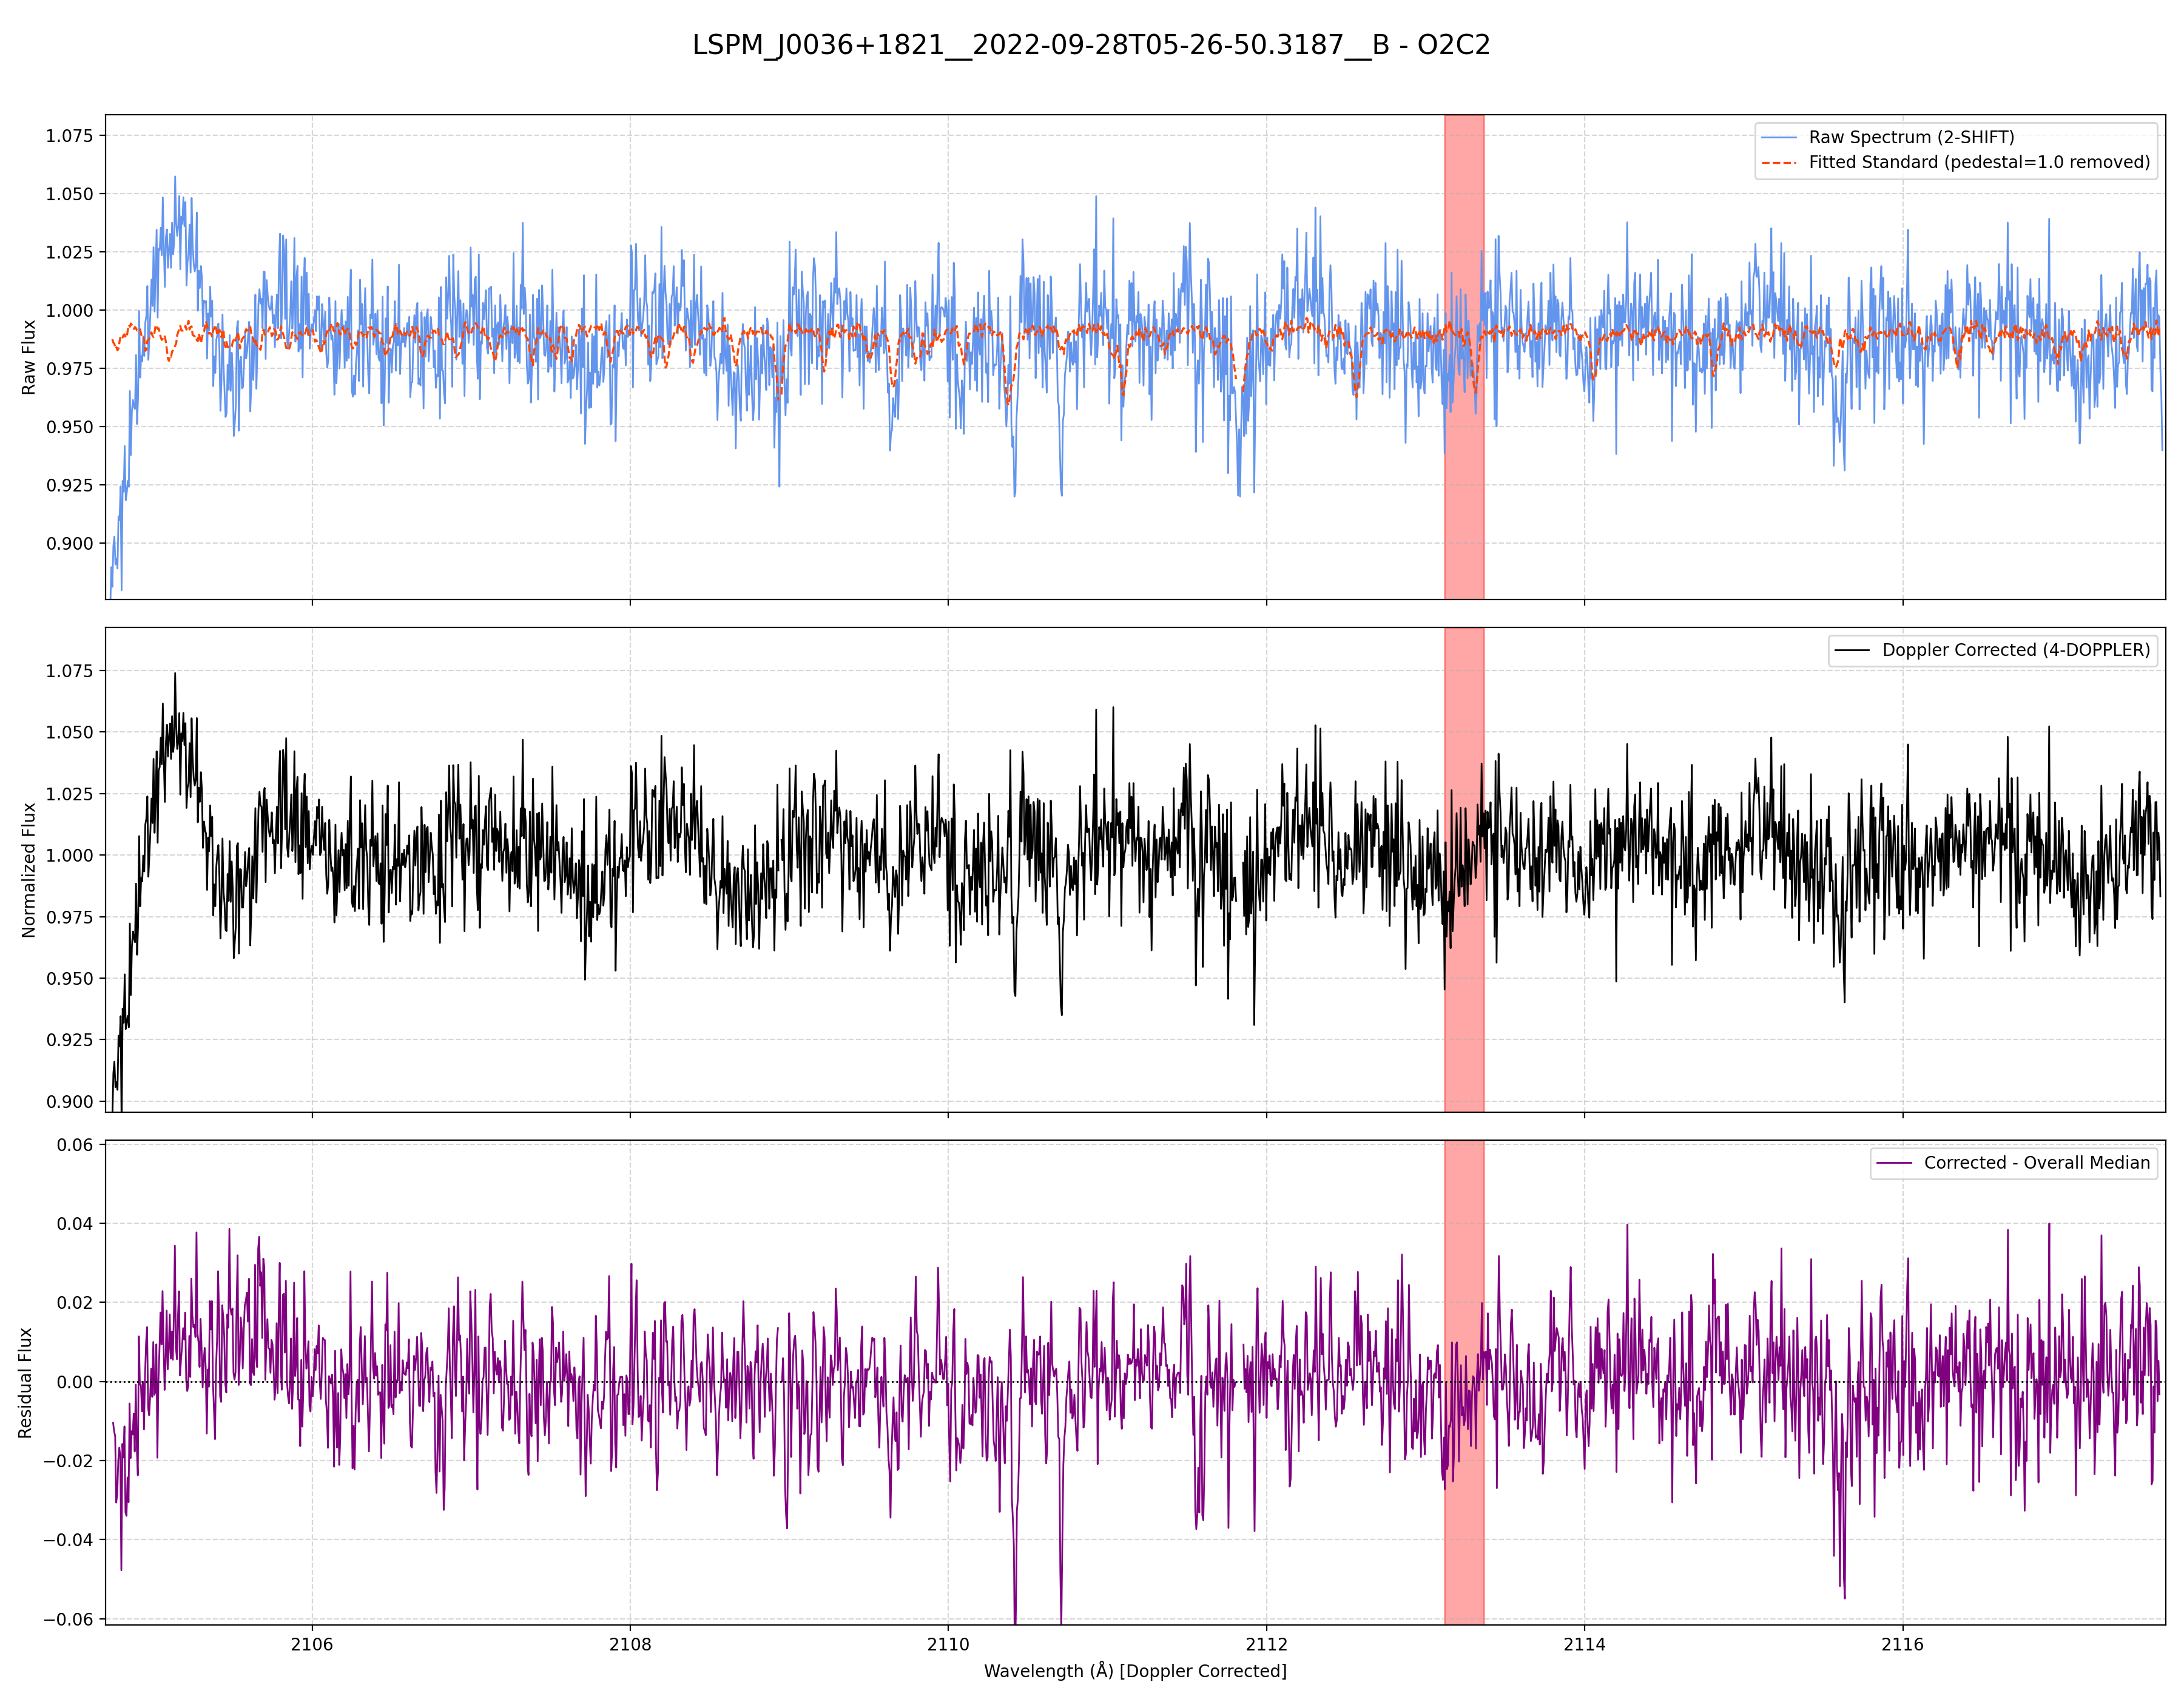 LSPM_J0036+1821__2022-09-28T05-26-50.3187__B - O2C2
Raw Flux
1.075
1.050
1.025
1.000
0.975
0.950
0.925
0.900
Raw Spectrum (2-SHIFT)
Fitted Standard (pedestal=1.0 removed)
Normalized Flux
1.075
1.050
1.025
1.000
0.975
0.950
0.925
0.900
Doppler Corrected (4-DOPPLER)
Residual Flux
0.06
0.04
0.02
0.00
−0.02
−0.04
−0.06
Corrected - Overall Median
2106 2108 2110 2112 2114 2116
Wavelength (Å) [Doppler Corrected]